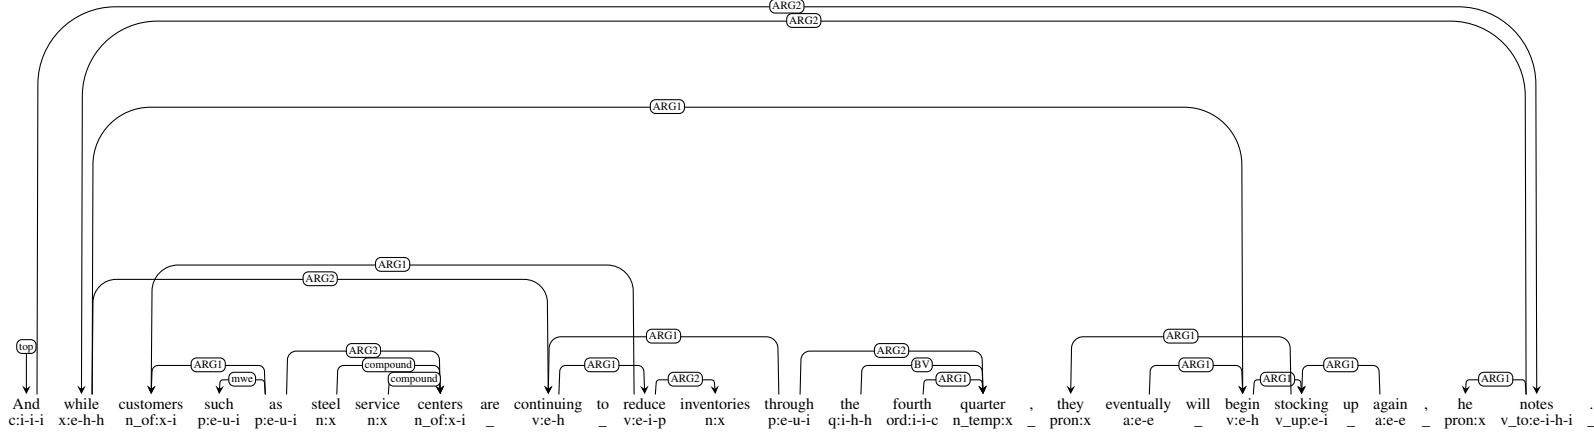 ARG2
ARG2
ARG1
ARG1
ARG2
ARG1 ARG1
top ARG2 ARG2
ARG1 compound ARG1 BV ARG1 ARG1
mwe compound ARG2 ARG1 ARG1 ARG1
And while customers such as steel service centers are continuing to reduce inventories through the fourth quarter , they eventually will begin stocking up again , he notes .
c:i-i-i x:e-h-h n_of:x-i p:e-u-i p:e-u-i n:x n:x n_of:x-i _ v:e-h _ v:e-i-p n:x p:e-u-i q:i-h-h ord:i-i-c n_temp:x _ pron:x a:e-e _ v:e-h v_up:e-i _ a:e-e _ pron:x v_to:e-i-h-i _